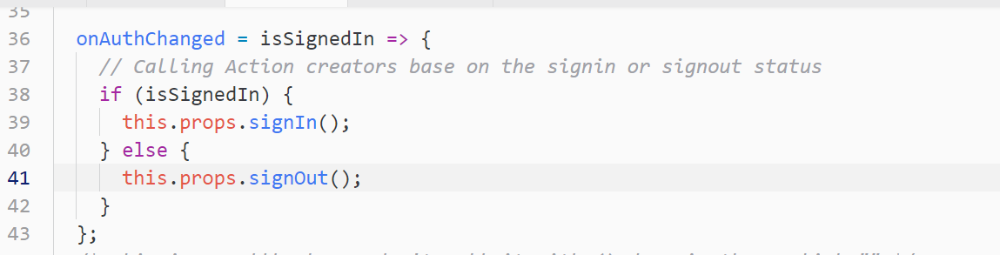 35
36 onAuthChanged = isSignedIn => {
37 // Calling Action creators base on the signin or signout status
38 if (isSignedIn) {
39 this.props.signIn();
40 } else {
41 this.props.signOut();
42 }
43 };